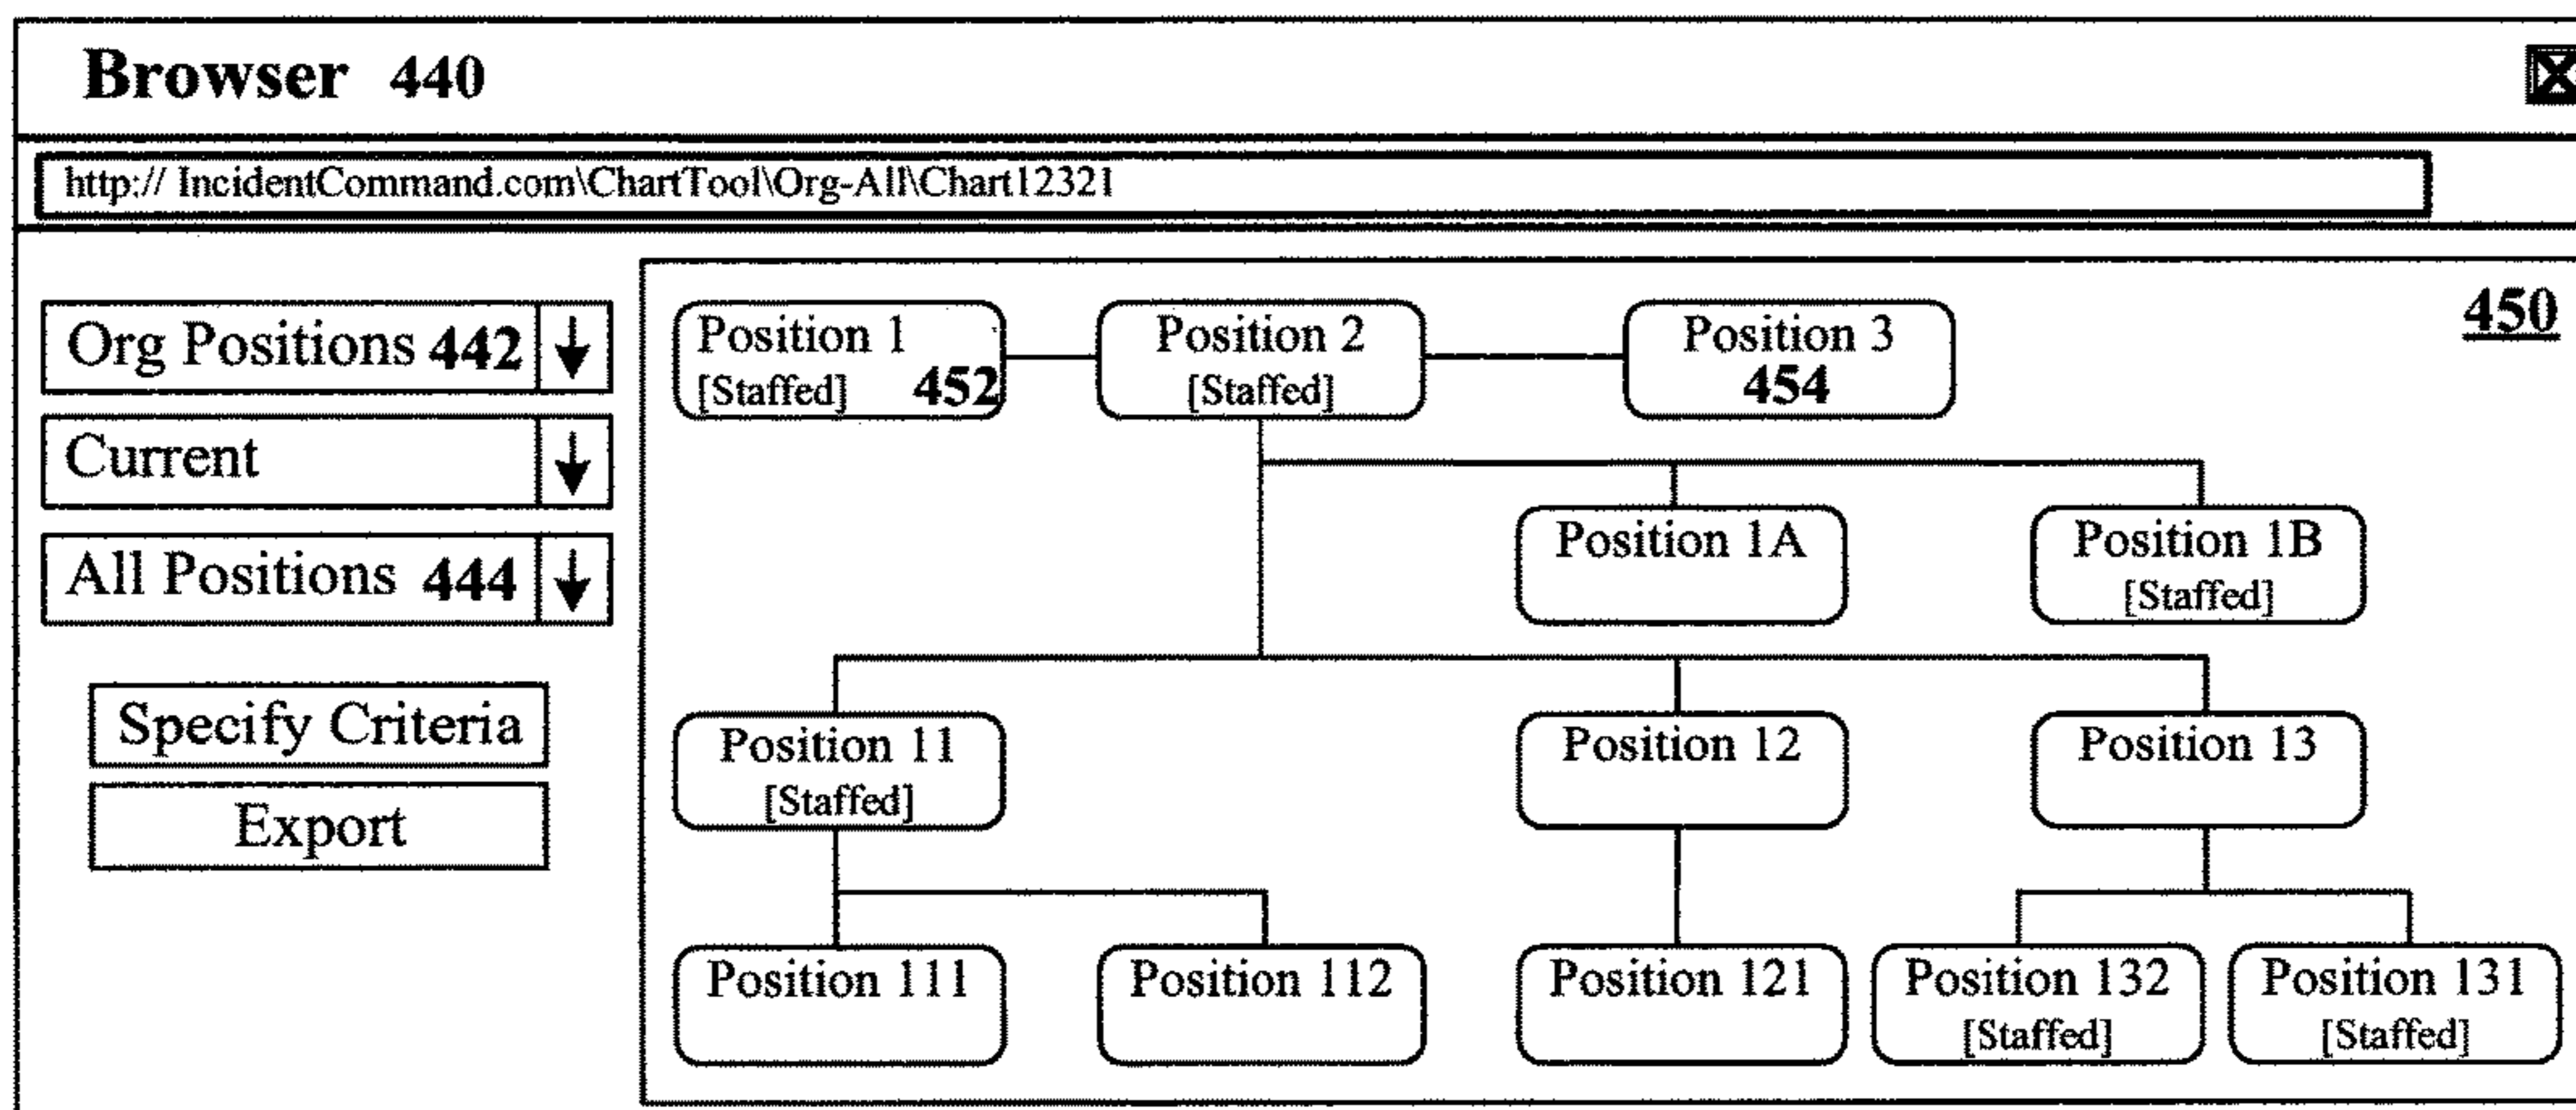 Browser 440
http:// IncidentCommand.com\ChartTool\Org-All\Chart12321
Org Positions 442
Current
All Positions 444
Specify Criteria
Export
450
Position 1
[Staffed] 452
Position 2
[Staffed]
Position 3
454
Position 1A
Position 1B
[Staffed]
Position 11
[Staffed]
Position 12
Position 13
Position 111
Position 112
Position 121
Position 132
[Staffed]
Position 131
[Staffed]